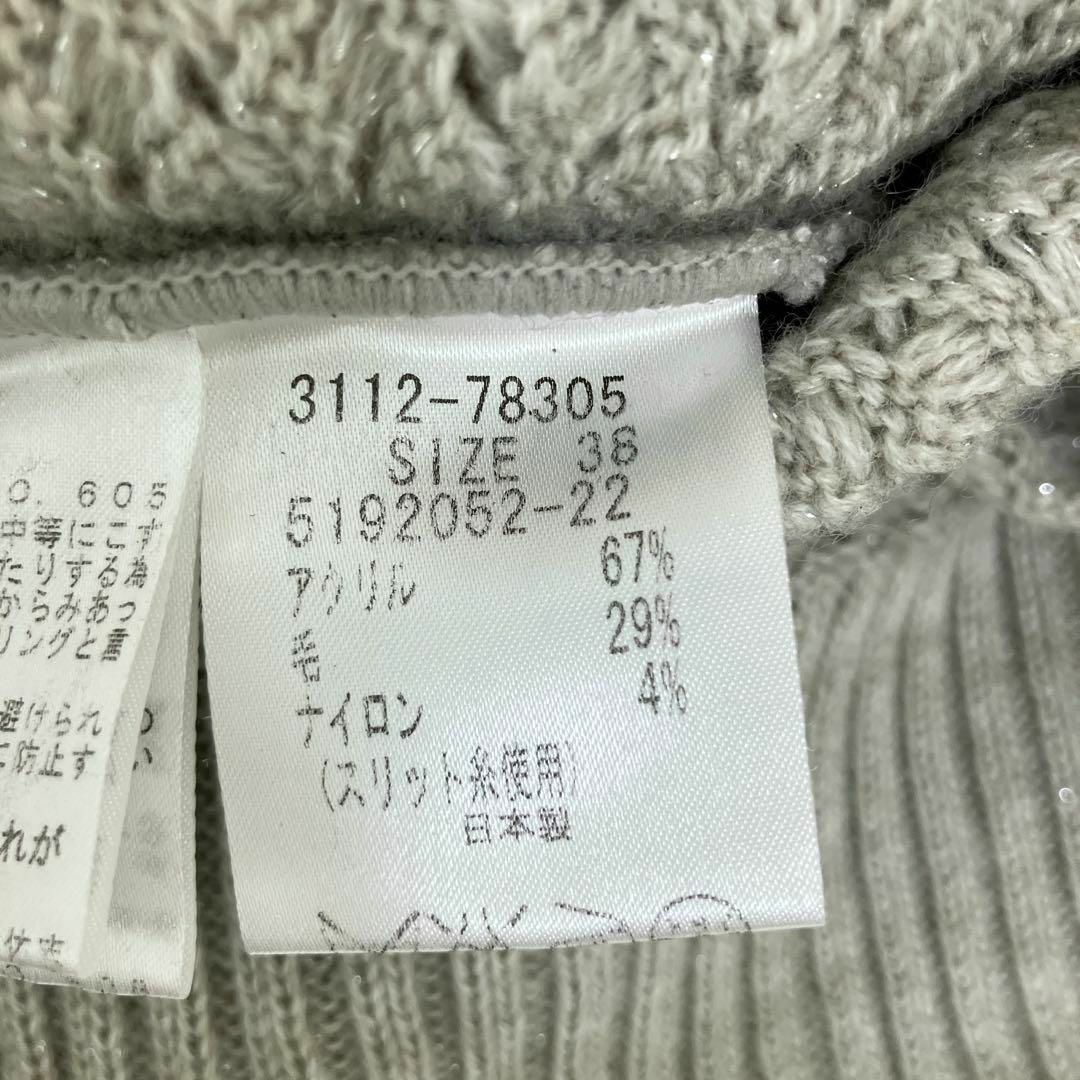 3112-78305
SIZE 38
5192052-22
アクリル 67%
毛 29%
ナイロン 4%
(スリット糸使用)
日本製
０．６０５
中等にこす
たりする為
からみあっ
リングと言
避けられ
に防止す
れが